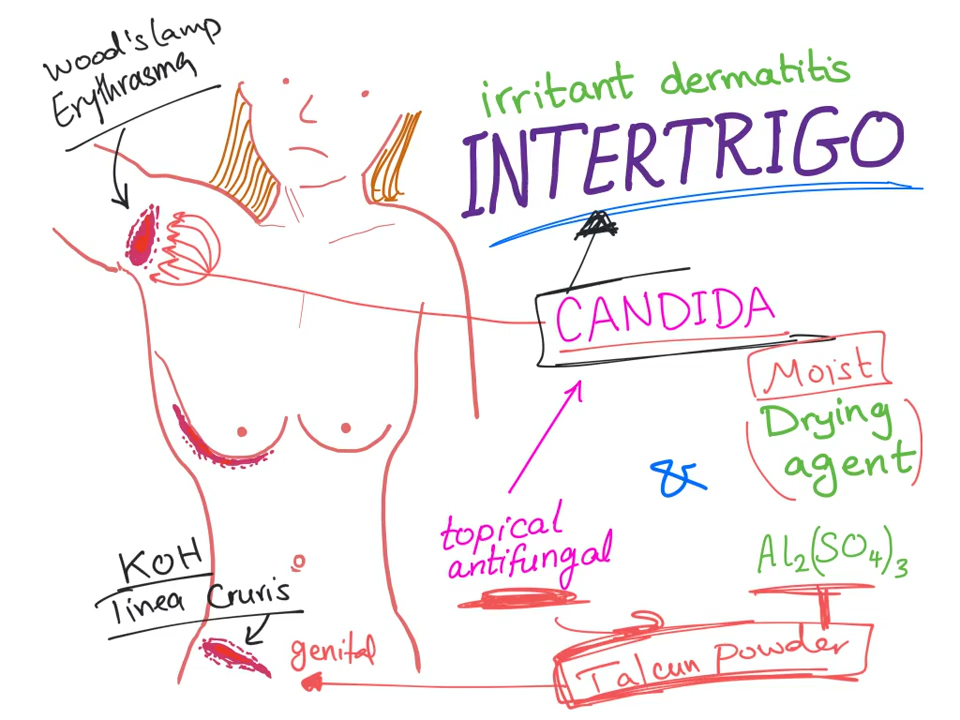 wood's lamp
Erythrasma
irritant dermatitis
INTERTRIGO
CANDIDA
Moist
Drying
agent
&
topical
antifungal
Al₂(SO₄)₃
KOH
Tinea Cruris
genital
Talcun powder